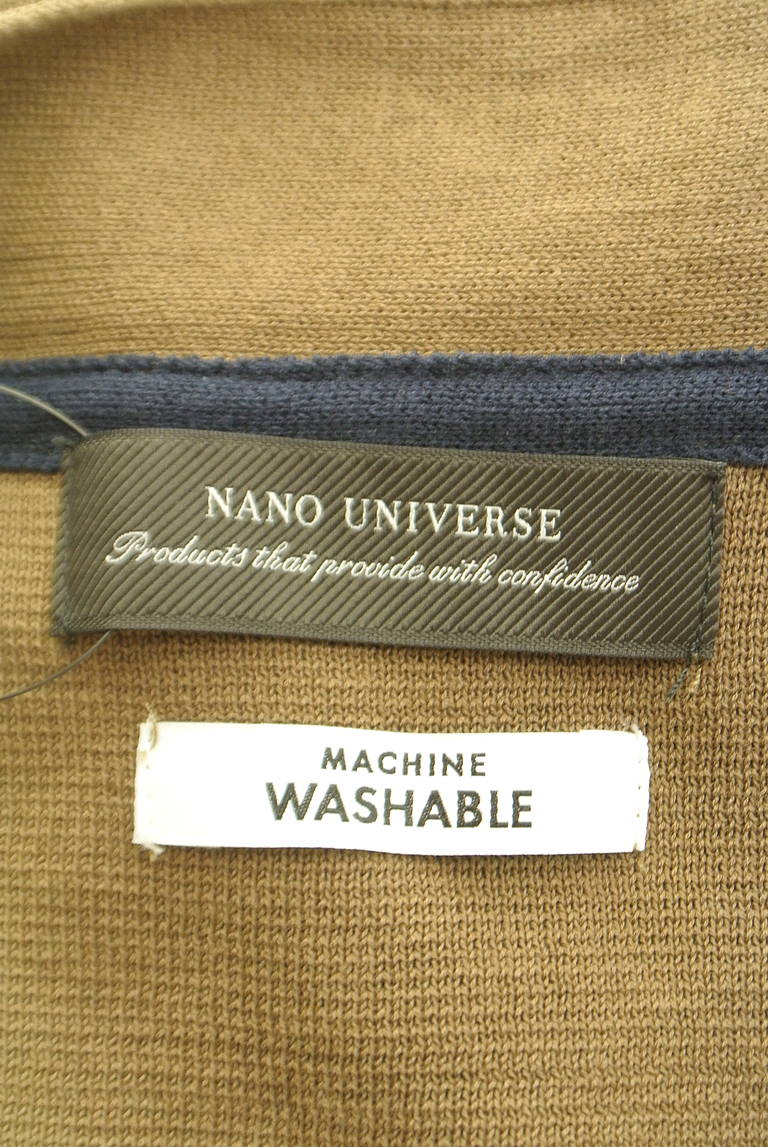 NANO UNIVERSE
Products that provide with confidence
MACHINE
WASHABLE